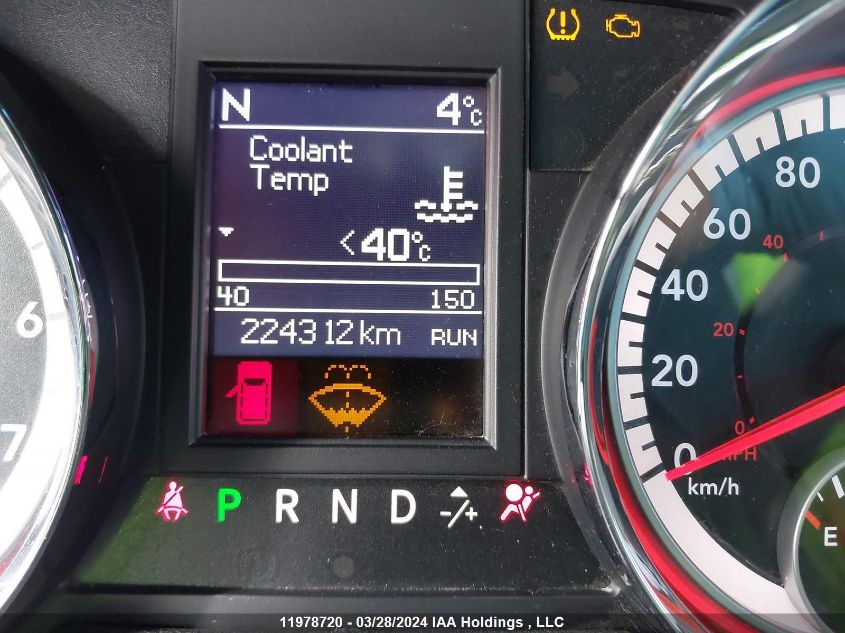 N 4°C
Coolant
Temp
<40°C
40 150
224312 km RUN
P R N D -/+
6
7
80
60
40
20
0
km/h
40
20
0
MPH
E
11978720 - 03/28/2024 IAA Holdings , LLC